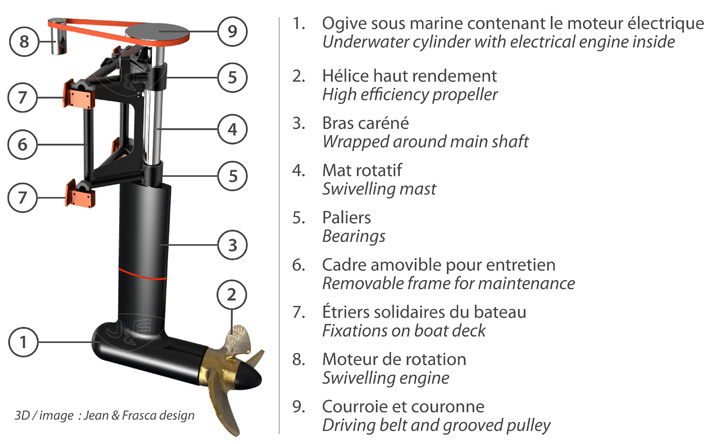 9
8
5
7
4
6
5
7
3
2
1
3D / image : Jean & Frasca design
1. Ogive sous marine contenant le moteur électrique
Underwater cylinder with electrical engine inside
2. Hélice haut rendement
High efficiency propeller
3. Bras caréné
Wrapped around main shaft
4. Mat rotatif
Swivelling mast
5. Paliers
Bearings
6. Cadre amovible pour entretien
Removable frame for maintenance
7. Étriers solidaires du bateau
Fixations on boat deck
8. Moteur de rotation
Swivelling engine
9. Courroie et couronne
Driving belt and grooved pulley